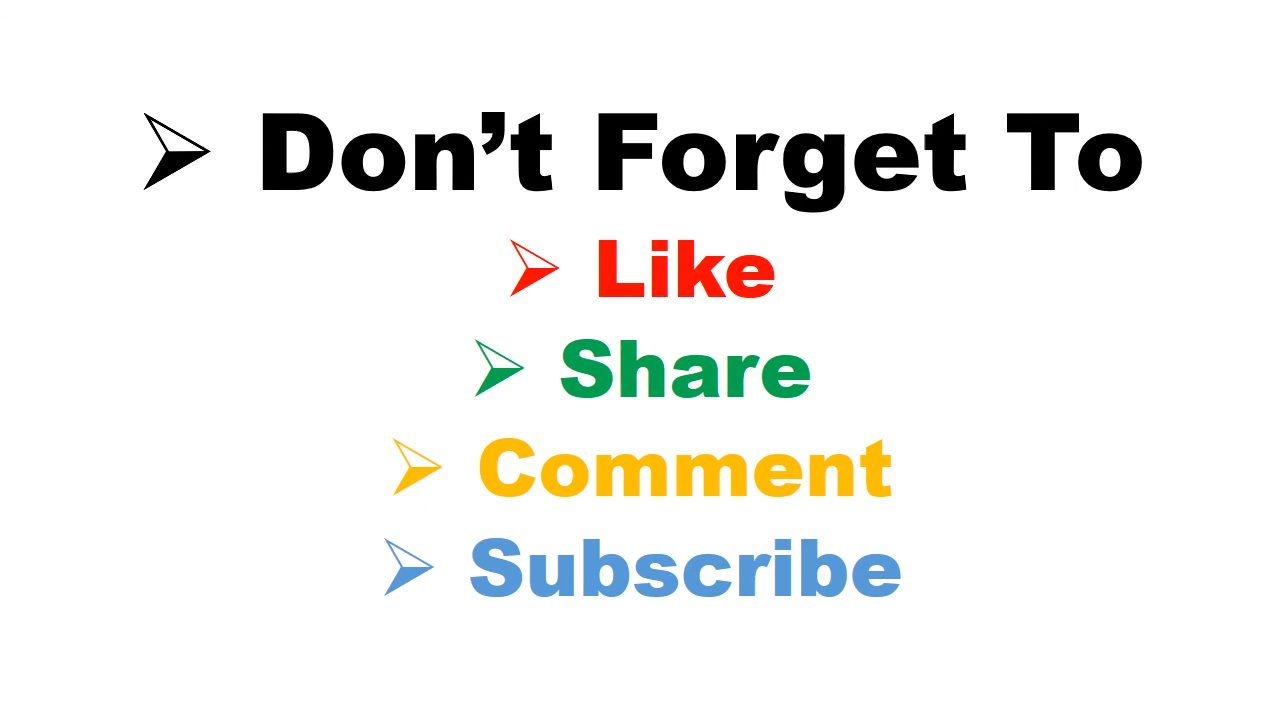 ➢ Don’t Forget To
➢ Like
➢ Share
➢ Comment
➢ Subscribe